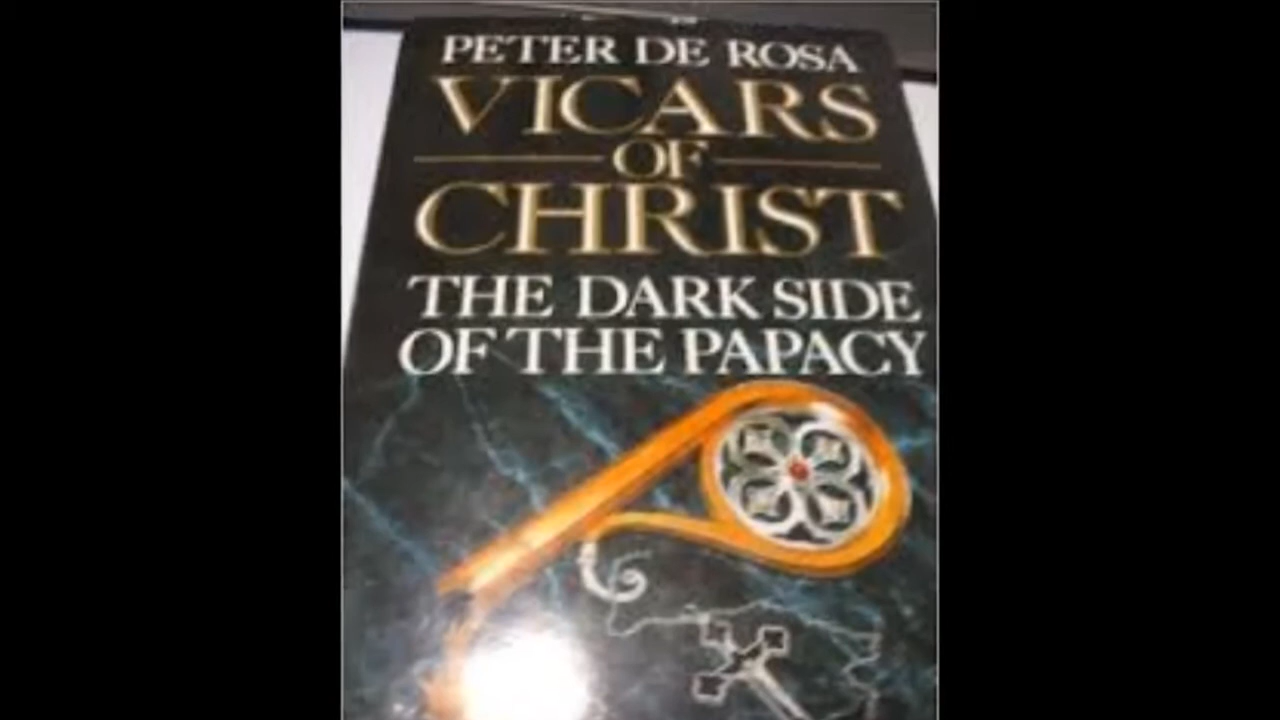 PETER DE ROSA
VICARS
OF
CHRIST
THE DARK SIDE
OF THE PAPACY